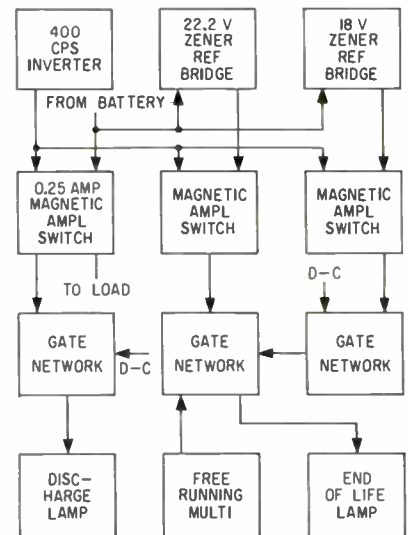 400
CPS
INVERTER
22.2 V
ZENER
REF
BRIDGE
18 V
ZENER
REF
BRIDGE
FROM BATTERY
0.25 AMP
MAGNETIC
AMPL
SWITCH
MAGNETIC
AMPL
SWITCH
MAGNETIC
AMPL
SWITCH
TO LOAD
D-C
GATE
NETWORK
D-C
GATE
NETWORK
GATE
NETWORK
DISC-
HARGE
LAMP
FREE
RUNNING
MULTI
END
OF LIFE
LAMP